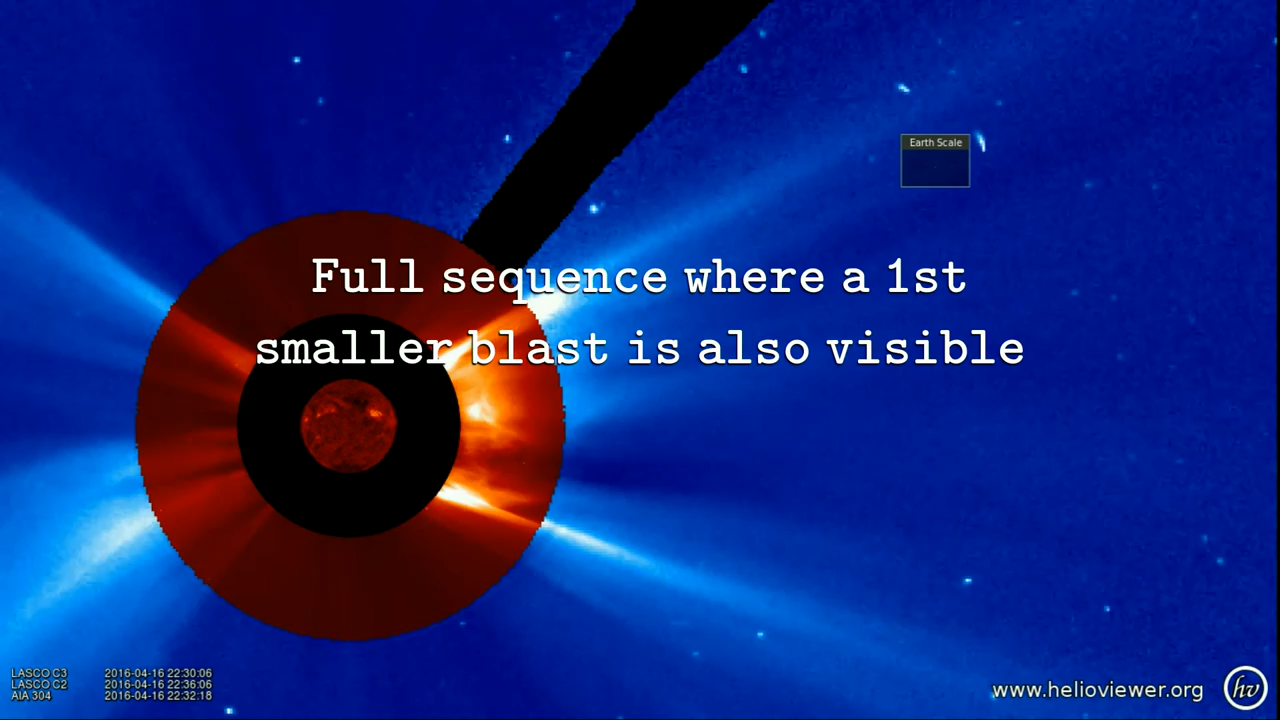 Earth Scale
Full sequence where a 1st
smaller blast is also visible
LASCO C3 2016-04-16 22:30:06
LASCO C2 2016-04-16 22:36:06
AIA 304 2016-04-16 22:32:18
www.helioviewer.org
hv